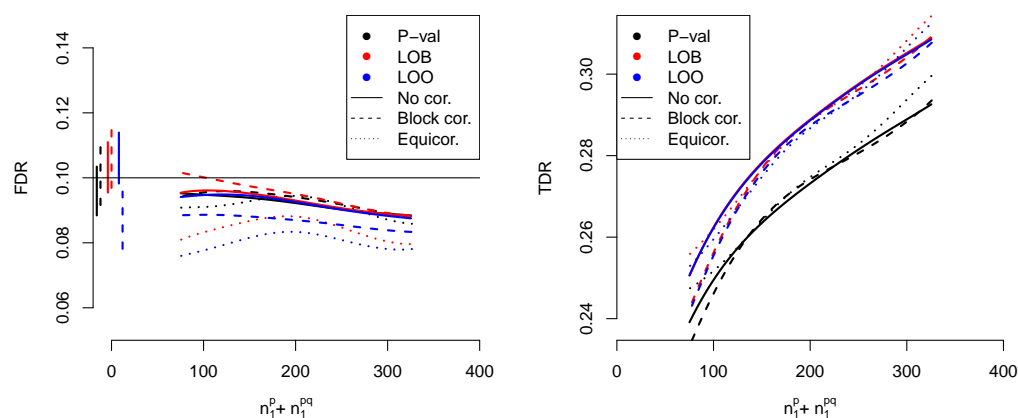 FDR
0.14
0.12
0.10
0.08
0.06
0
100
200
300
400
n₁ᵖ+ n₁ᵖq
P−val
LOB
LOO
No cor.
Block cor.
Equicor.
TDR
0.30
0.28
0.26
0.24
0
100
200
300
400
n₁ᵖ+ n₁ᵖq
P−val
LOB
LOO
No cor.
Block cor.
Equicor.